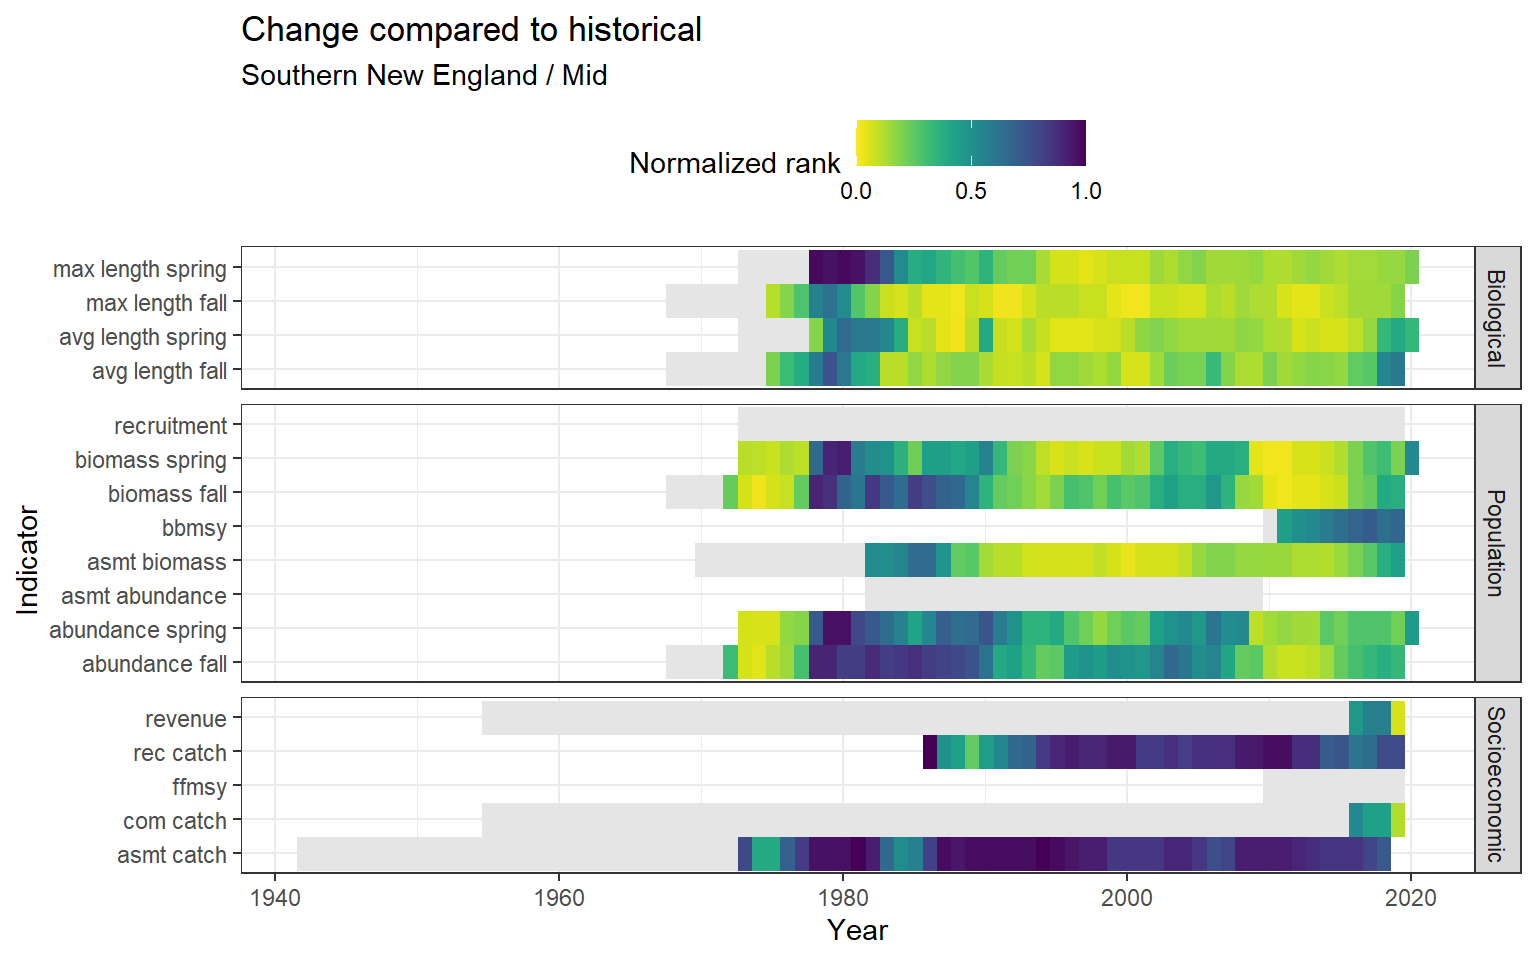 Change compared to historical
Southern New England / Mid
Normalized rank
0.0 0.5 1.0
max length spring
max length fall
avg length spring
avg length fall
Biological
recruitment
biomass spring
biomass fall
bbmsy
asmt biomass
asmt abundance
abundance spring
abundance fall
Population
revenue
rec catch
ffmsy
com catch
asmt catch
Socioeconomic
Indicator
1940 1960 1980 2000 2020
Year